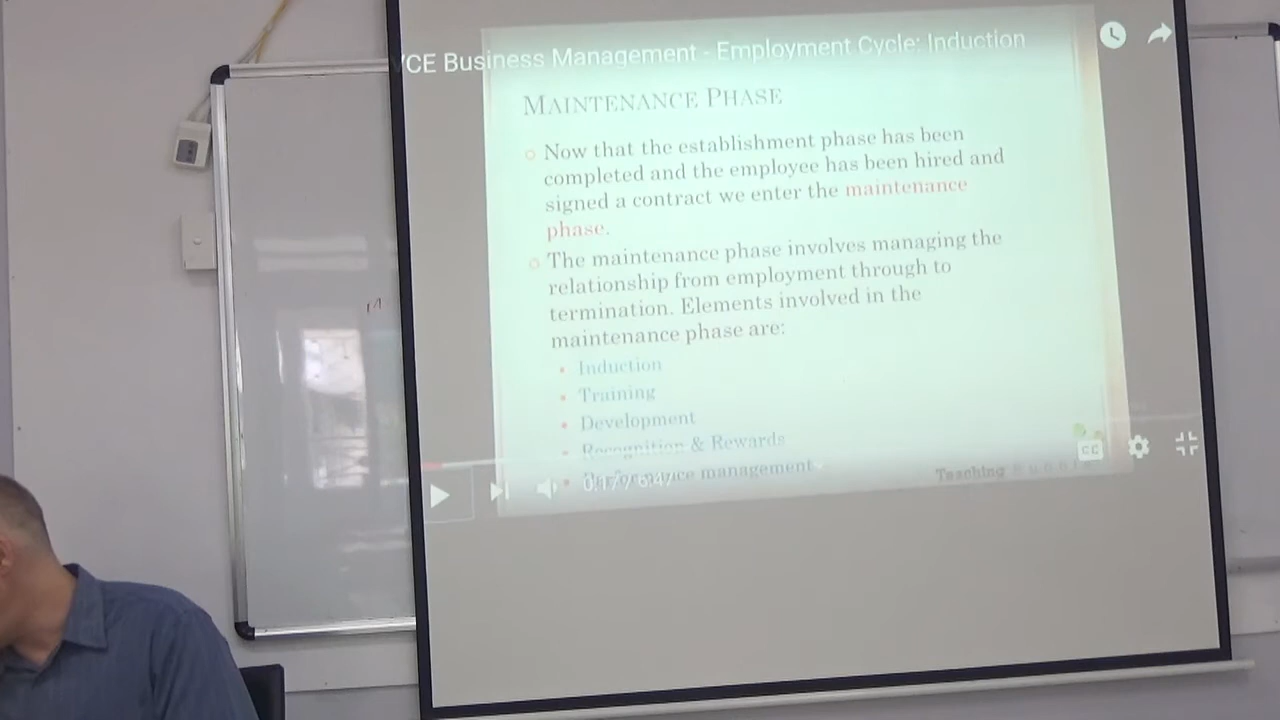 VCE Business Management - Employment Cycle: Induction
MAINTENANCE PHASE
Now that the establishment phase has been
completed and the employee has been hired and
signed a contract we enter the maintenance
phase.
The maintenance phase involves managing the
relationship from employment through to
termination. Elements involved in the
maintenance phase are:
Induction
Training
Development
Recognition & Rewards
Performance management
Teaching
CC